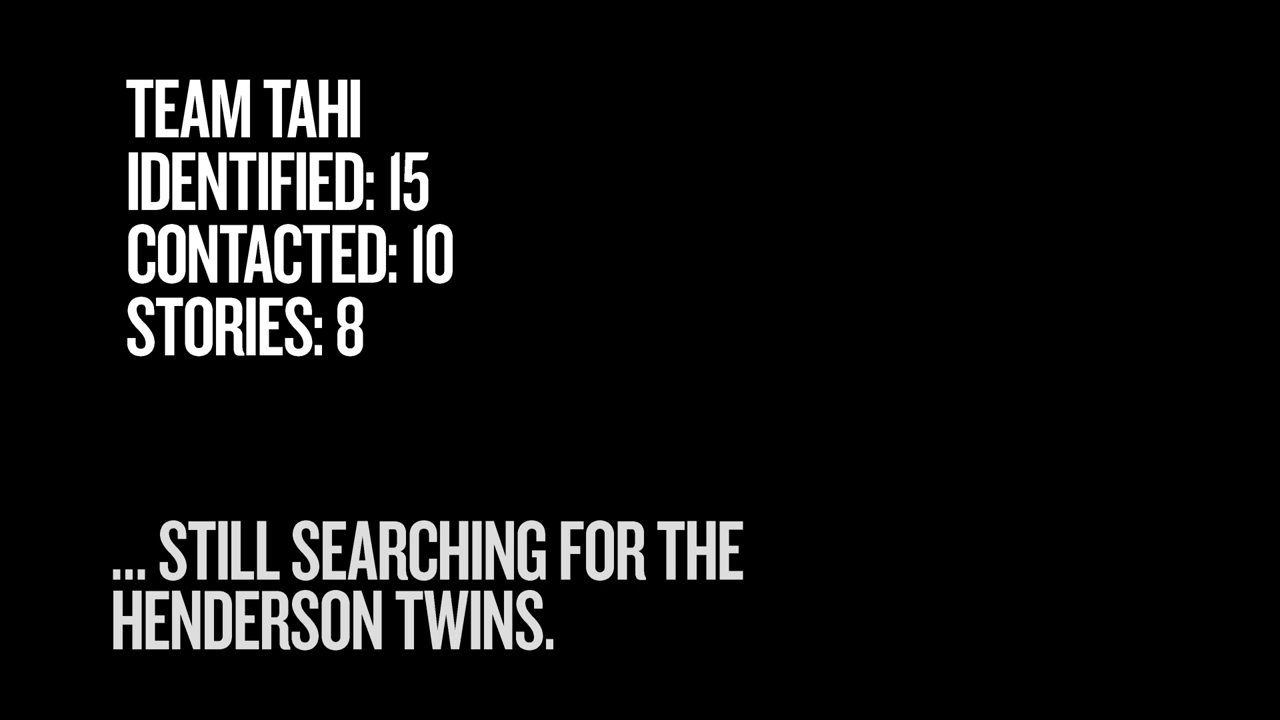 TEAM TAHI
IDENTIFIED: 15
CONTACTED: 10
STORIES: 8
... STILL SEARCHING FOR THE
HENDERSON TWINS.